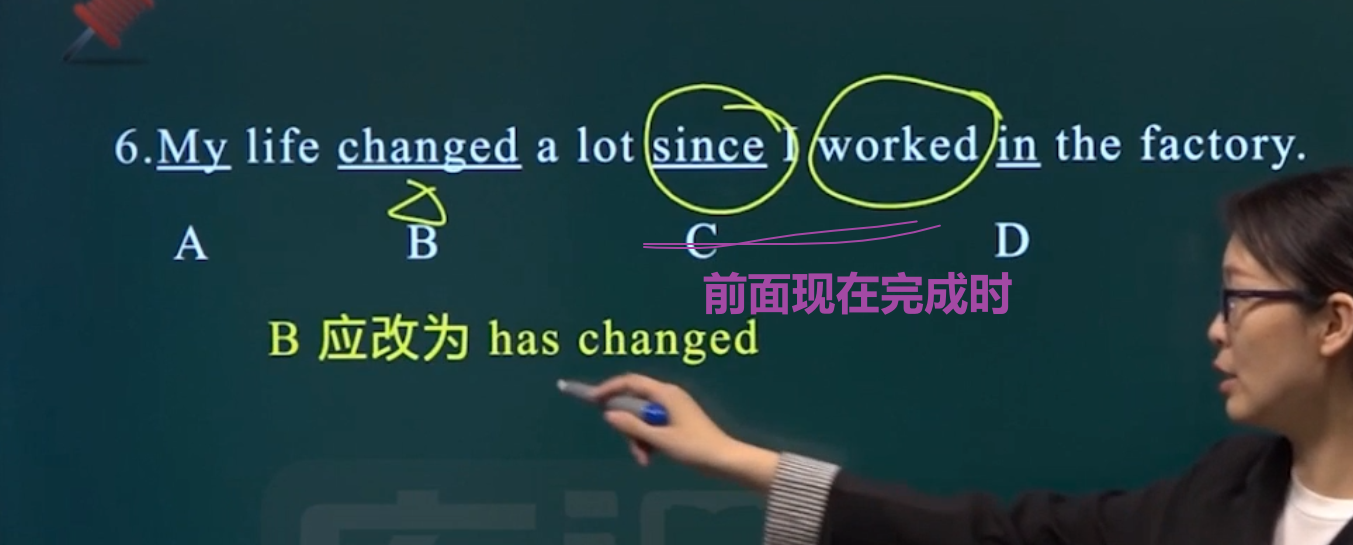 6.My life changed a lot since I worked in the factory.
A B C D
前面现在完成时
B 应改为 has changed